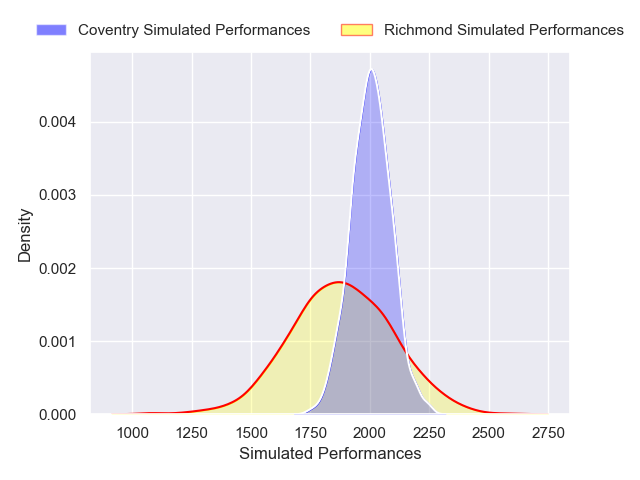 Coventry Simulated Performances Richmond Simulated Performances
0.004
0.003
0.002
0.001
0.000
Density
1000 1250 1500 1750 2000 2250 2500 2750
Simulated Performances